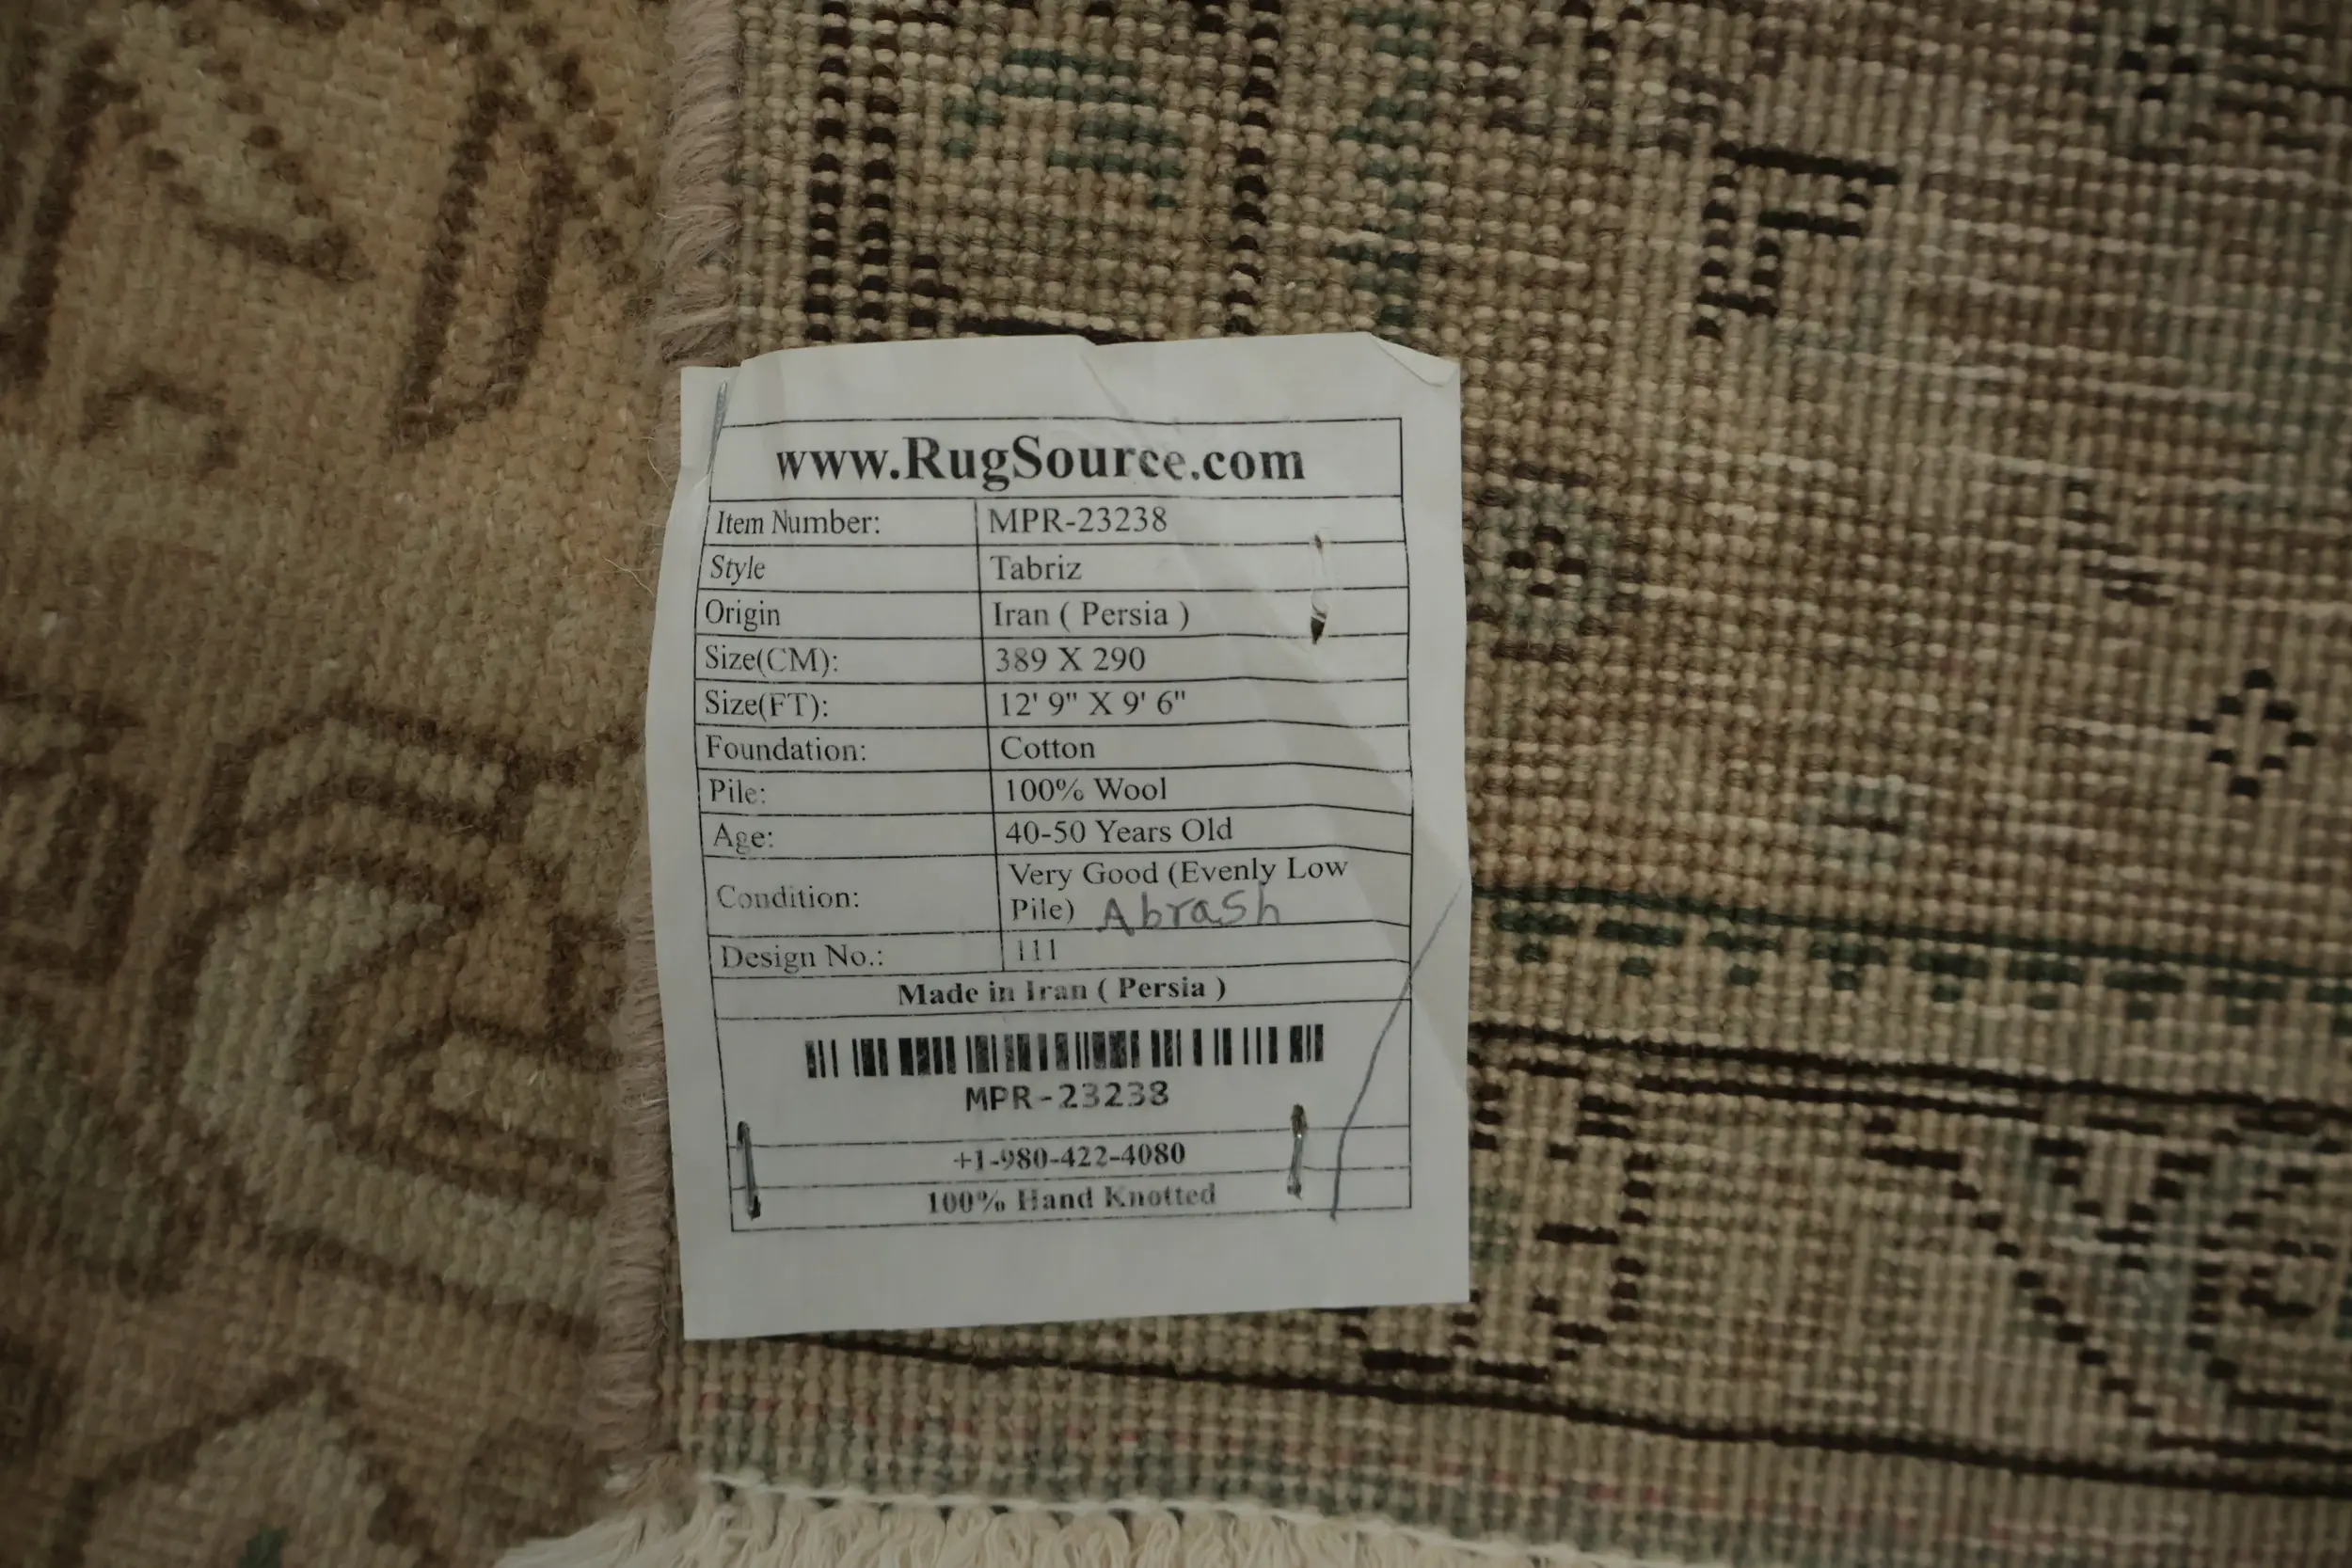 www.RugSource.com
Item Number: MPR-23238
Style Tabriz
Origin Iran ( Persia )
Size(CM): 389 X 290
Size(FT): 12' 9" X 9' 6"
Foundation: Cotton
Pile: 100% Wool
Age: 40-50 Years Old
Condition: Very Good (Evenly Low
Pile) Abrash
Design No.: 111
Made in Iran ( Persia )
MPR-23238
+1-980-422-4080
100% Hand Knotted